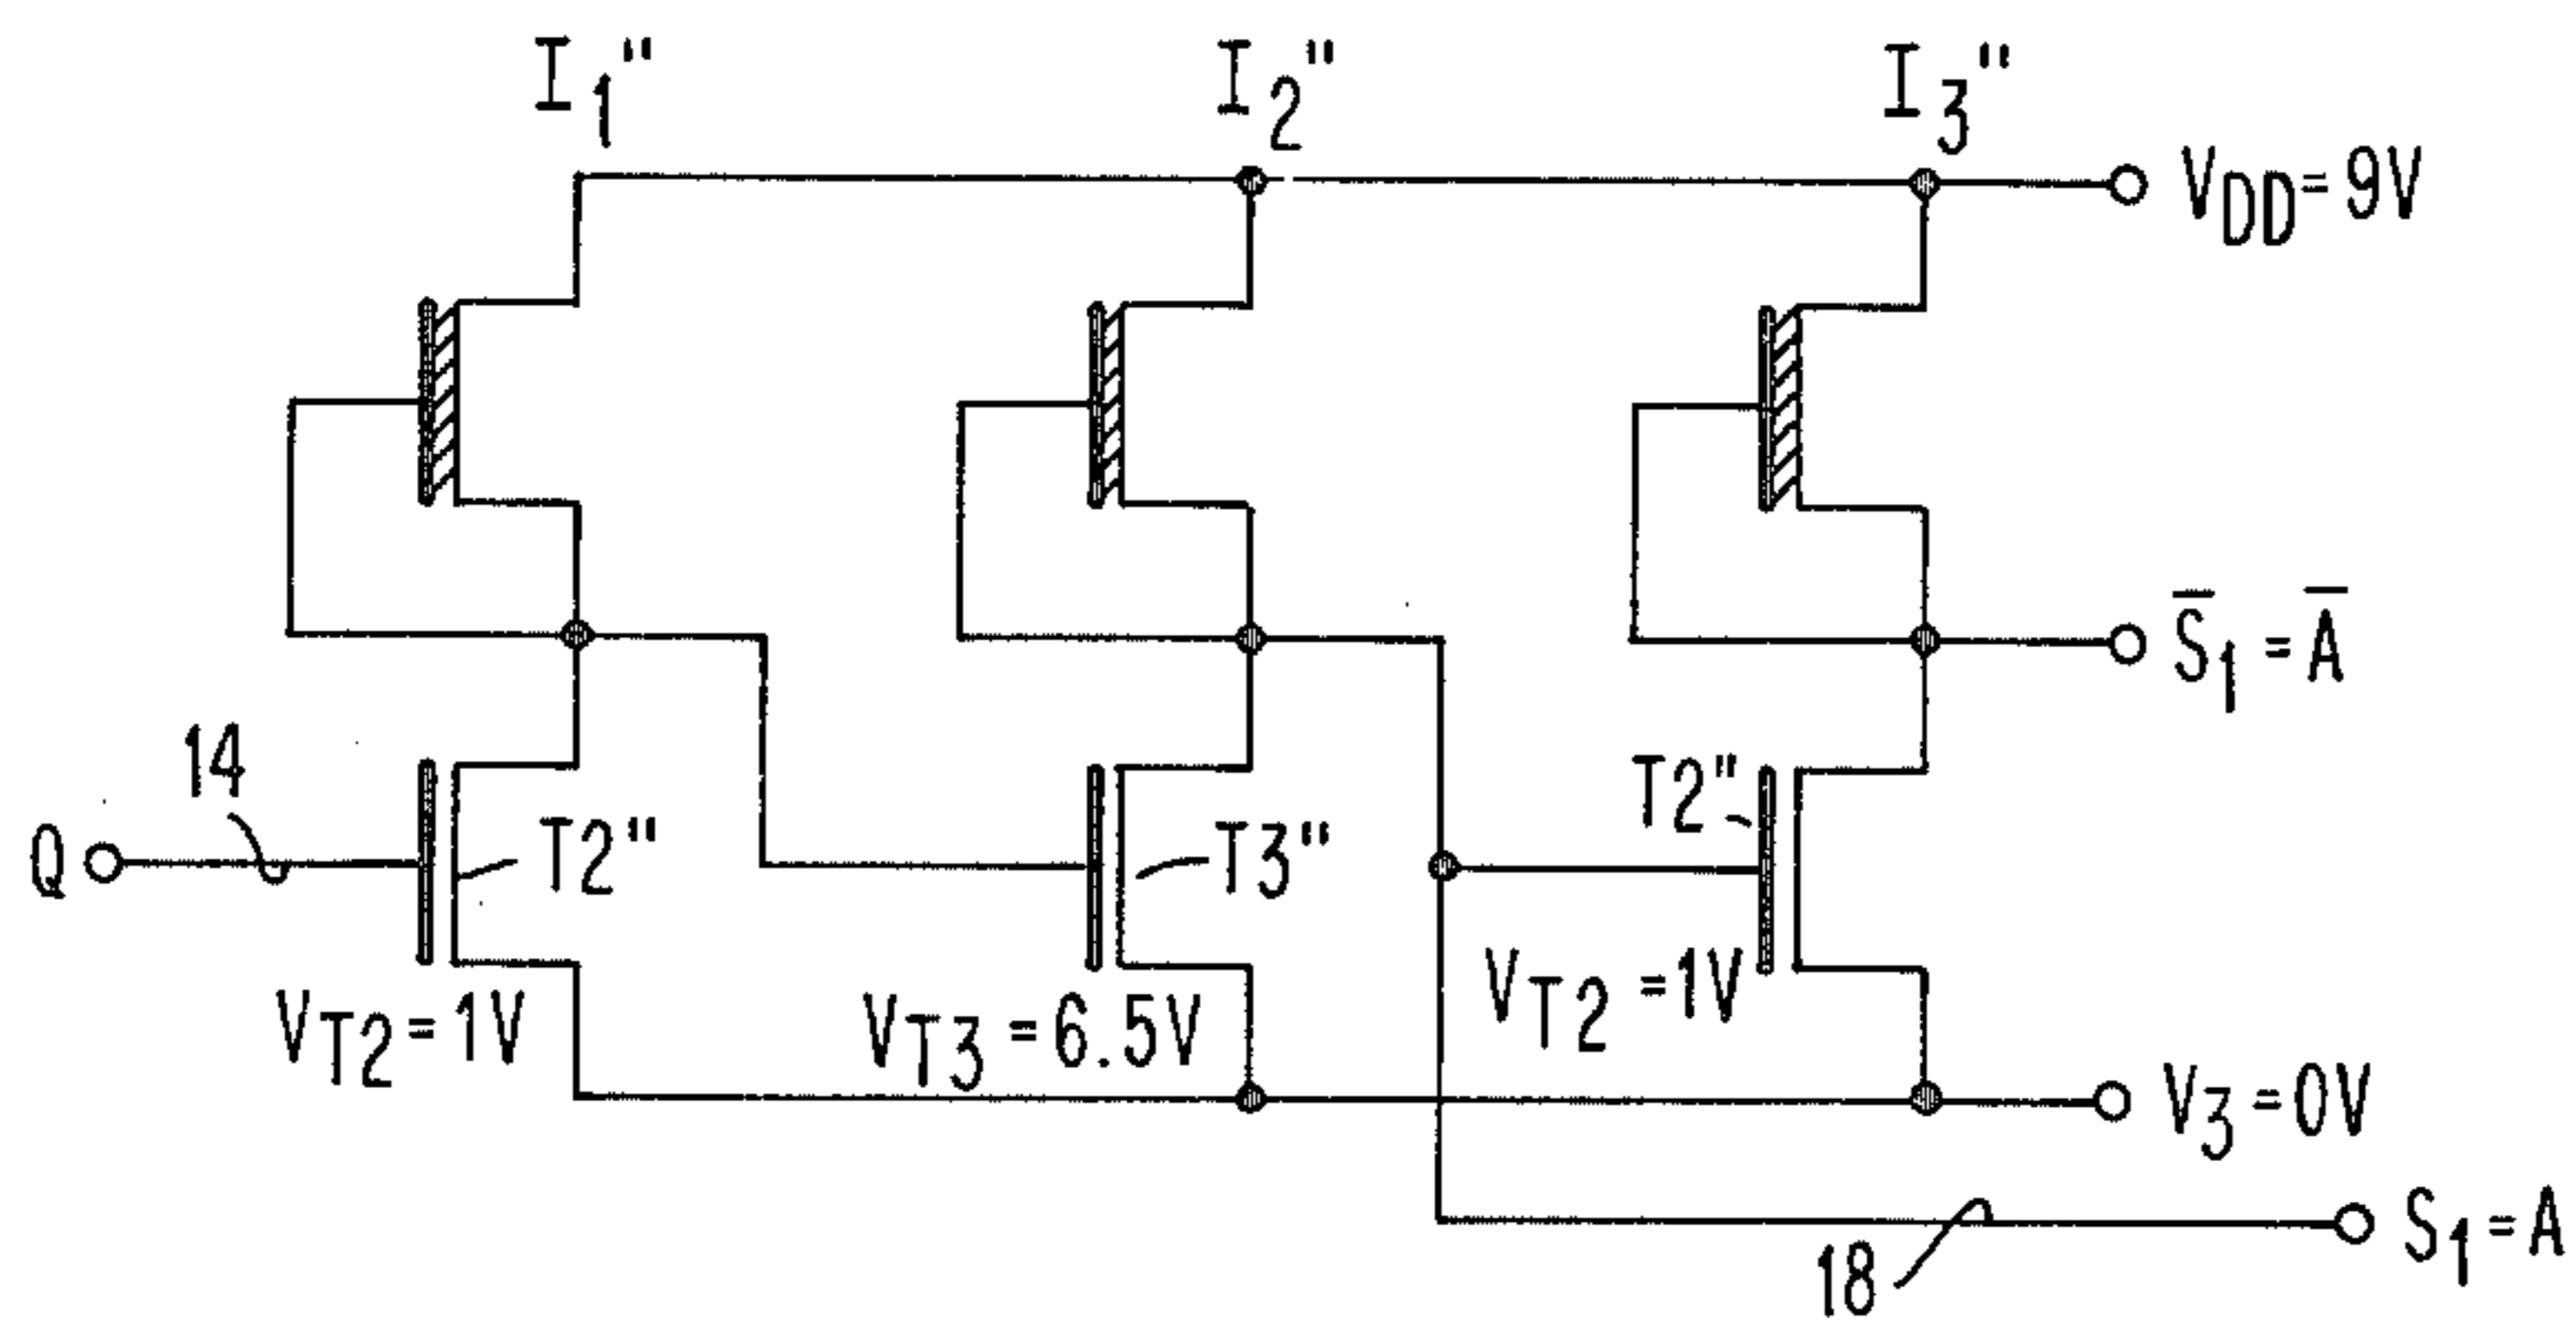 I1"
I2"
I3"
VDD=9V
S̄1=Ā
14
Q
T2"
T3"
T2"
VT2=1V
VT3=6.5V
VT2=1V
V3=0V
18
S1=A